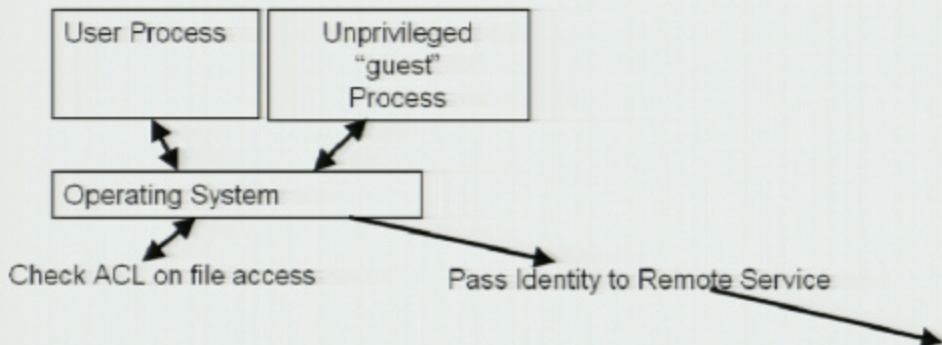 User Process
Unprivileged
“guest”
Process
Operating System
Check ACL on file access
Pass Identity to Remote Service